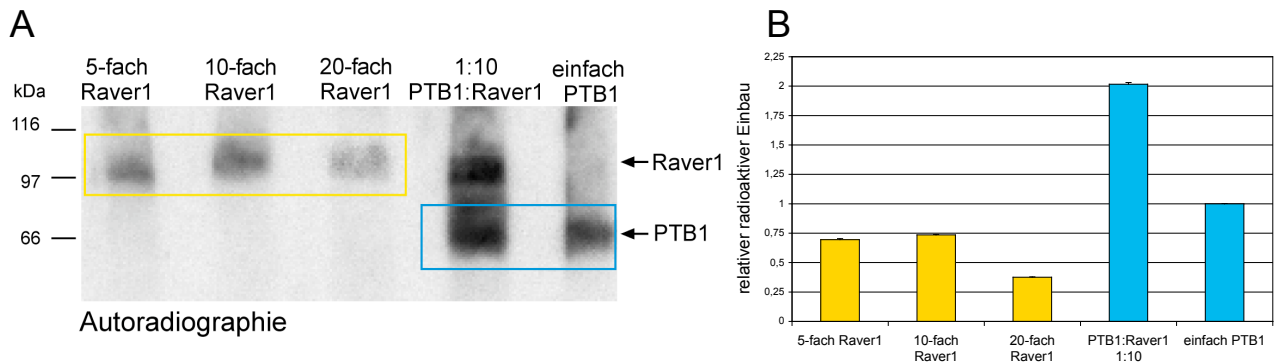 A
5-fach Raver1
10-fach Raver1
20-fach Raver1
1:10 PTB1:Raver1
einfach PTB1
kDa
116
97
66
Raver1
PTB1
Autoradiographie
B
relativer radioaktiver Einbau
2,25
2
1,75
1,5
1,25
1
0,75
0,5
0,25
0
5-fach Raver1
10-fach Raver1
20-fach Raver1
PTB1:Raver1 1:10
einfach PTB1